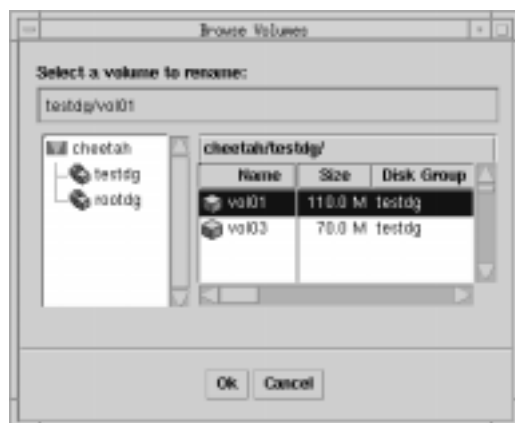 Browse Volumes
Select a volume to rename:
testdg/vol01
cheetah
testdg
rootdg
cheetah/testdg/
Name Size Disk Group
vol01 110.0 M testdg
vol03 70.0 M testdg
Ok Cancel